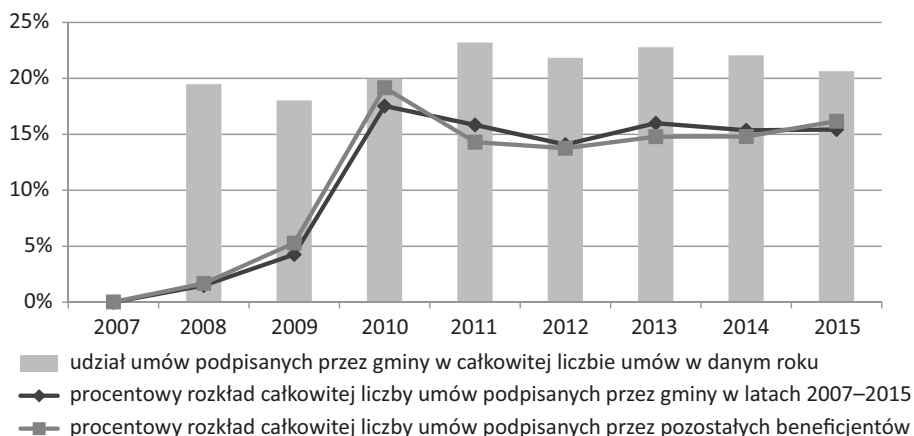 25%
20%
15%
10%
5%
0%
2007 2008 2009 2010 2011 2012 2013 2014 2015
udział umów podpisanych przez gminy w całkowitej liczbie umów w danym roku
procentowy rozkład całkowitej liczby umów podpisanych przez gminy w latach 2007–2015
procentowy rozkład całkowitej liczby umów podpisanych przez pozostałych beneficjentów